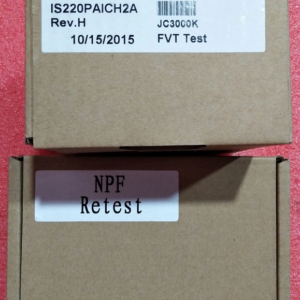 IS220PAICH2A
Rev.H
JC3000K
10/15/2015
FVT Test
NPF
Retest